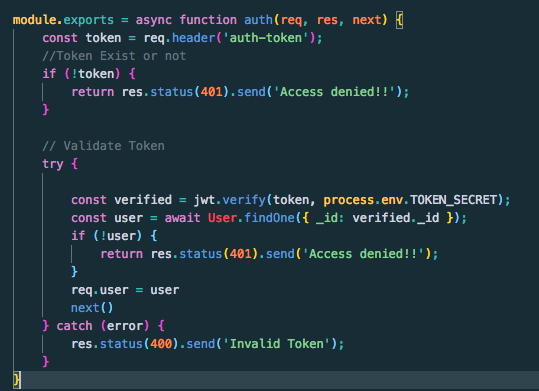 module.exports = async function auth(req, res, next) {
    const token = req.header('auth-token');
    //Token Exist or not
    if (!token) {
        return res.status(401).send('Access denied!!');
    }

    // Validate Token
    try {

        const verified = jwt.verify(token, process.env.TOKEN_SECRET);
        const user = await User.findOne({ _id: verified._id });
        if (!user) {
            return res.status(401).send('Access denied!!');
        }
        req.user = user
        next()
    } catch (error) {
        res.status(400).send('Invalid Token');
    }
}